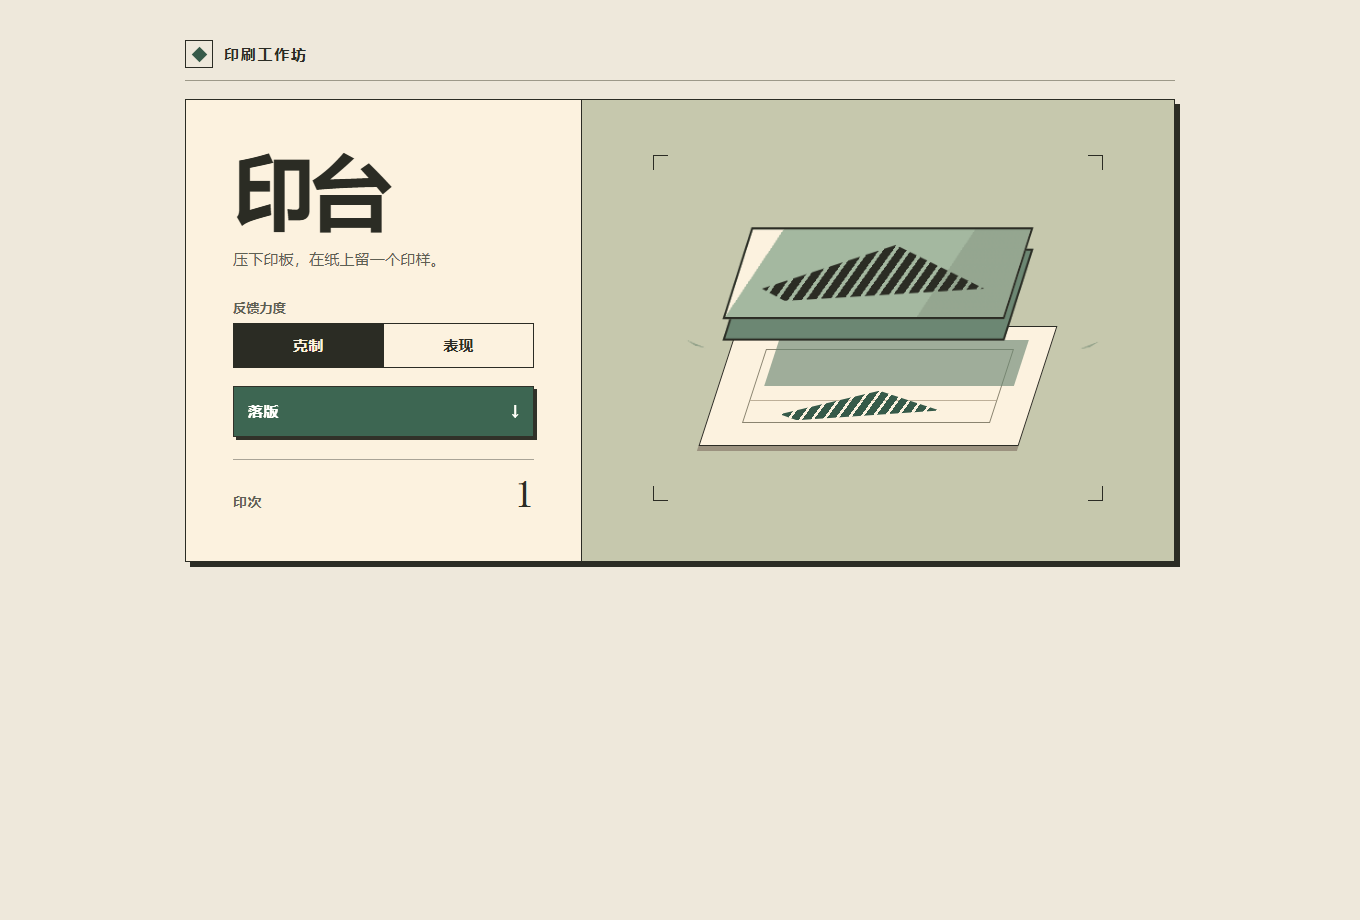 印刷工作坊
印台
压下印板，在纸上留一个印样。
反馈力度
克制
表现
落版 ↓
印次
1